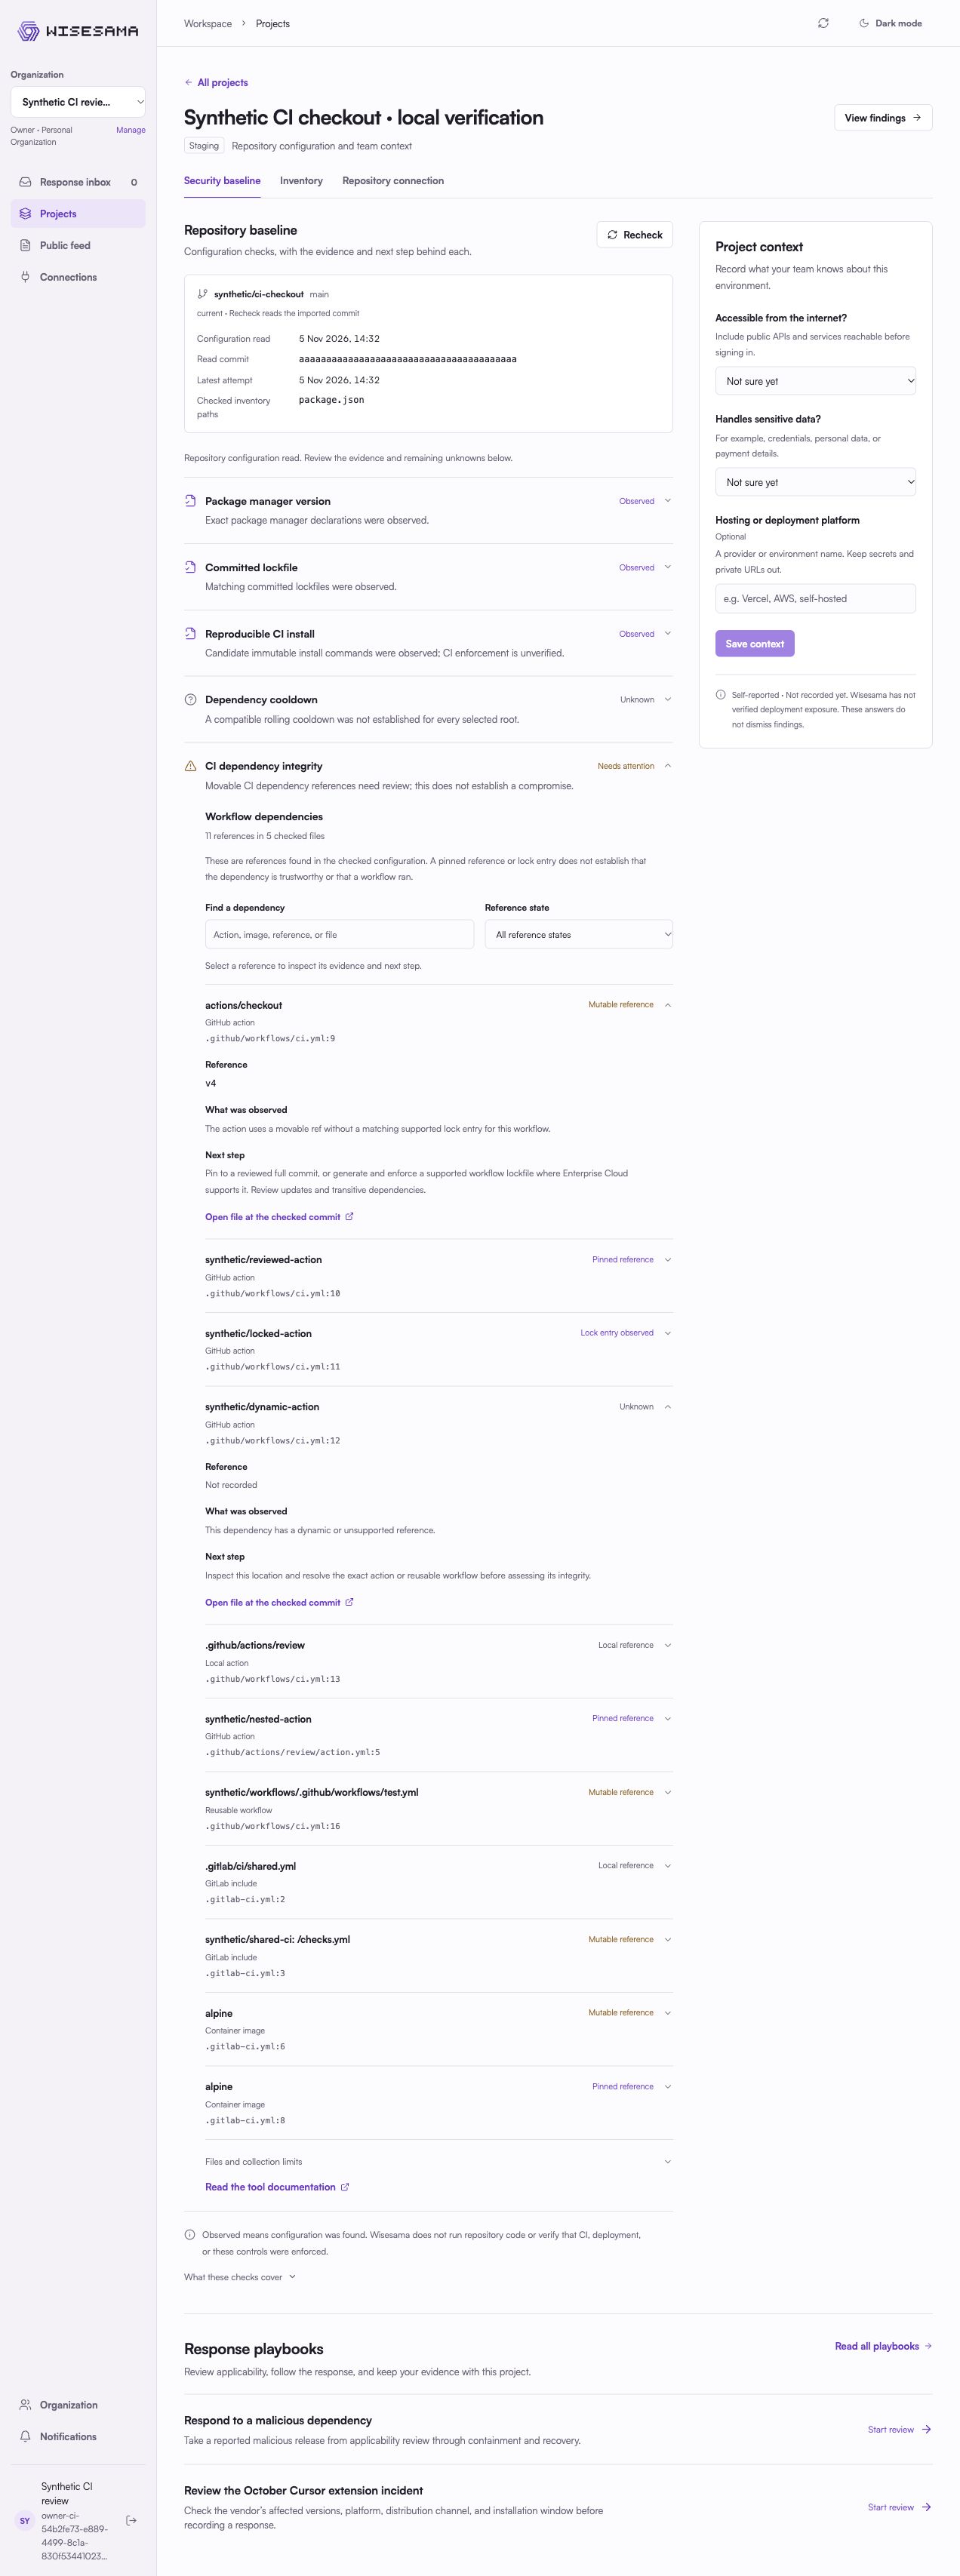 WISESAMA
Organization
Synthetic CI revie...
Owner · Personal
Organization
Manage
Response inbox 0
Projects
Public feed
Connections
Workspace > Projects
Dark mode
← All projects
Synthetic CI checkout · local verification
View findings →
Staging Repository configuration and team context
Security baseline Inventory Repository connection
Repository baseline
Recheck
Configuration checks, with the evidence and next step behind each.
synthetic/ci-checkout main
current · Recheck reads the imported commit
Configuration read 5 Nov 2026, 14:32
Read commit aaaaaaaaaaaaaaaaaaaaaaaaaaaaaaaaaaaaaaaa
Latest attempt 5 Nov 2026, 14:32
Checked inventory package.json
paths
Repository configuration read. Review the evidence and remaining unknowns below.
Package manager version Observed
Exact package manager declarations were observed.
Committed lockfile Observed
Matching committed lockfiles were observed.
Reproducible CI install Observed
Candidate immutable install commands were observed; CI enforcement is unverified.
Dependency cooldown Unknown
A compatible rolling cooldown was not established for every selected root.
CI dependency integrity Needs attention
Movable CI dependency references need review; this does not establish a compromise.
Workflow dependencies
11 references in 5 checked files
These are references found in the checked configuration. A pinned reference or lock entry does not establish that
the dependency is trustworthy or that a workflow ran.
Find a dependency Reference state
Action, image, reference, or file All reference states
Select a reference to inspect its evidence and next step.
actions/checkout Mutable reference
GitHub action
.github/workflows/ci.yml:9
Reference
v4
What was observed
The action uses a movable ref without a matching supported lock entry for this workflow.
Next step
Pin to a reviewed full commit, or generate and enforce a supported workflow lockfile where Enterprise Cloud
supports it. Review updates and transitive dependencies.
Open file at the checked commit
synthetic/reviewed-action Pinned reference
GitHub action
.github/workflows/ci.yml:10
synthetic/locked-action Lock entry observed
GitHub action
.github/workflows/ci.yml:11
synthetic/dynamic-action Unknown
GitHub action
.github/workflows/ci.yml:12
Reference
Not recorded
What was observed
This dependency has a dynamic or unsupported reference.
Next step
Inspect this location and resolve the exact action or reusable workflow before assessing its integrity.
Open file at the checked commit
.github/actions/review Local reference
Local action
.github/workflows/ci.yml:13
synthetic/nested-action Pinned reference
GitHub action
.github/actions/review/action.yml:5
synthetic/workflows/.github/workflows/test.yml Mutable reference
Reusable workflow
.github/workflows/ci.yml:16
.gitlab/ci/shared.yml Local reference
GitLab include
.gitlab-ci.yml:2
synthetic/shared-ci: /checks.yml Mutable reference
GitLab include
.gitlab-ci.yml:3
alpine Mutable reference
Container image
.gitlab-ci.yml:6
alpine Pinned reference
Container image
.gitlab-ci.yml:8
Files and collection limits
Read the tool documentation
Observed means configuration was found. Wisesama does not run repository code or verify that CI, deployment,
or these controls were enforced.
What these checks cover
Project context
Record what your team knows about this
environment.
Accessible from the internet?
Include public APIs and services reachable before
signing in.
Not sure yet
Handles sensitive data?
For example, credentials, personal data, or
payment details.
Not sure yet
Hosting or deployment platform
Optional
A provider or environment name. Keep secrets and
private URLs out.
e.g. Vercel, AWS, self-hosted
Save context
Self-reported · Not recorded yet. Wisesama has not
verified deployment exposure. These answers do
not dismiss findings.
Response playbooks
Read all playbooks →
Review applicability, follow the response, and keep your evidence with this project.
Respond to a malicious dependency
Take a reported malicious release from applicability review through containment and recovery.
Start review →
Review the October Cursor extension incident
Check the vendor's affected versions, platform, distribution channel, and installation window before
recording a response.
Start review →
Organization
Notifications
SY
Synthetic CI
review
owner-ci-
54b2fe73-e889-
4499-8c1a-
830f53441023...